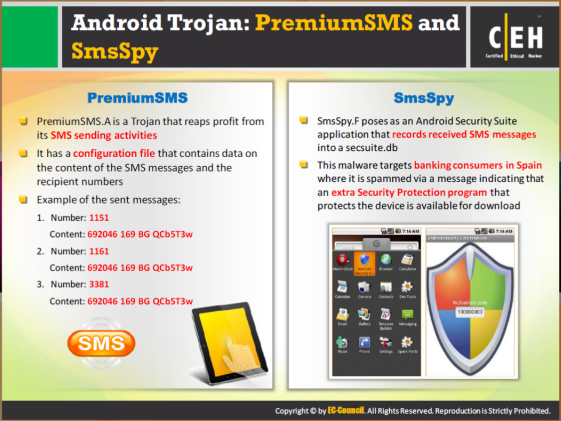 Android Trojan: PremiumSMS and
SmsSpy
C|EH
Certified Ethical Hacker
PremiumSMS
PremiumSMS.A is a Trojan that reaps profit from
its SMS sending activities
It has a configuration file that contains data on
the content of the SMS messages and the
recipient numbers
Example of the sent messages:
1. Number: 1151
Content: 692046 169 BG QCb5T3w
2. Number: 1161
Content: 692046 169 BG QCb5T3w
3. Number: 3381
Content: 692046 169 BG QCb5T3w
SMS
SmsSpy
SmsSpy.F poses as an Android Security Suite
application that records received SMS messages
into a secsuite.db
This malware targets banking consumers in Spain
where it is spammed via a message indicating that
an extra Security Protection program that
protects the device is available for download
7:14 AM
Alarm Clock
Browser
Calculator
Calendar
Camera
Contacts
Dev Tools
Email
Gallery
Gestures
Builder
Messaging
Music
Phone
Settings
Spare Parts
7:14 AM
Activation code
Copyright © by EC-Council. All Rights Reserved. Reproduction is Strictly Prohibited.